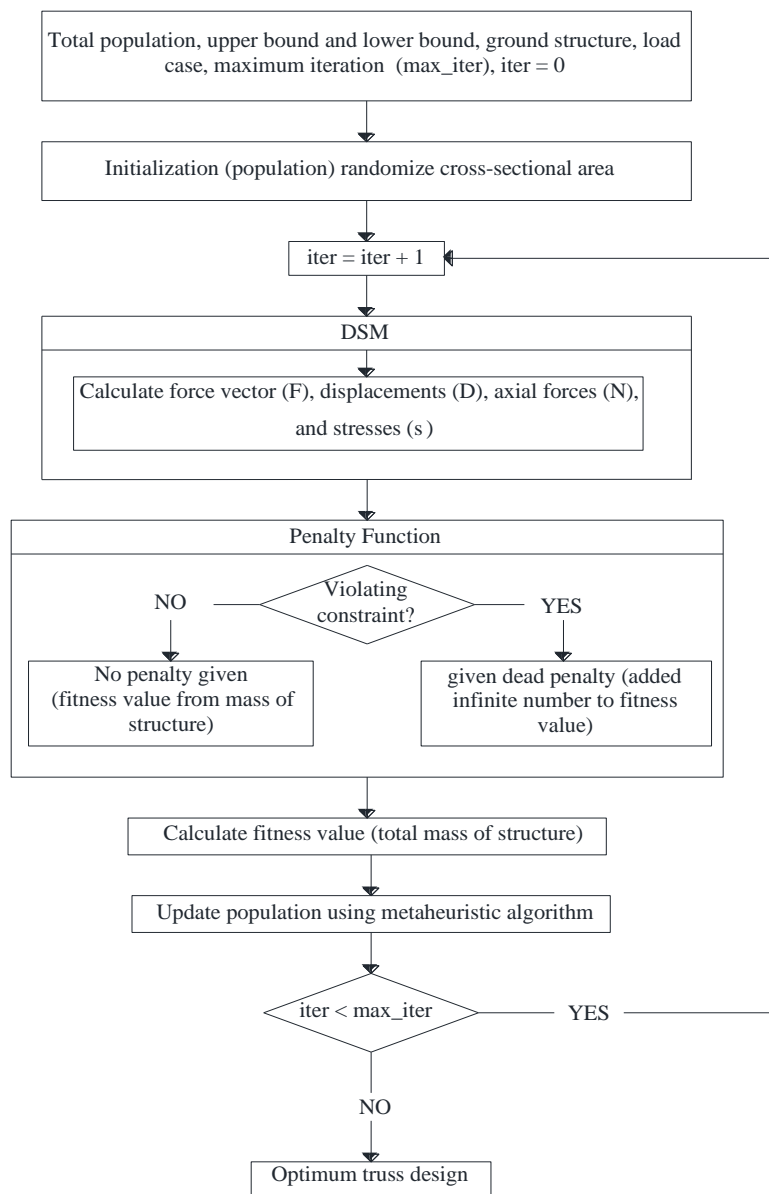 Total population, upper bound and lower bound, ground structure, load
case, maximum iteration (max_iter), iter = 0
Initialization (population) randomize cross-sectional area
iter = iter + 1
DSM
Calculate force vector (F), displacements (D), axial forces (N),
and stresses (s)
Penalty Function
Violating
constraint?
NO
YES
No penalty given
(fitness value from mass of
structure)
given dead penalty (added
infinite number to fitness
value)
Calculate fitness value (total mass of structure)
Update population using metaheuristic algorithm
iter < max_iter
YES
NO
Optimum truss design